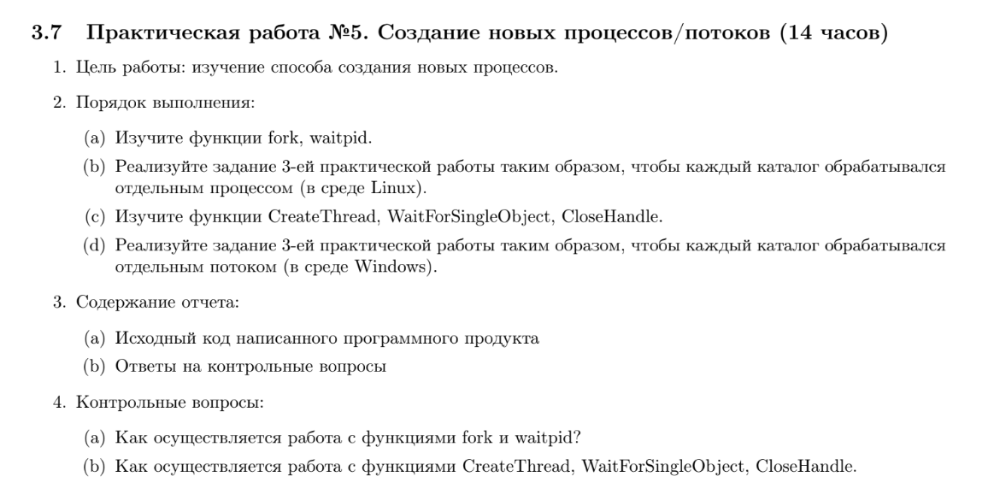 3.7 Практическая работа №5. Создание новых процессов/потоков (14 часов)
1. Цель работы: изучение способа создания новых процессов.
2. Порядок выполнения:
(a) Изучите функции fork, waitpid.
(b) Реализуйте задание 3-ей практической работы таким образом, чтобы каждый каталог обрабатывался
отдельным процессом (в среде Linux).
(c) Изучите функции CreateThread, WaitForSingleObject, CloseHandle.
(d) Реализуйте задание 3-ей практической работы таким образом, чтобы каждый каталог обрабатывался
отдельным потоком (в среде Windows).
3. Содержание отчета:
(a) Исходный код написанного программного продукта
(b) Ответы на контрольные вопросы
4. Контрольные вопросы:
(a) Как осуществляется работа с функциями fork и waitpid?
(b) Как осуществляется работа с функциями CreateThread, WaitForSingleObject, CloseHandle.